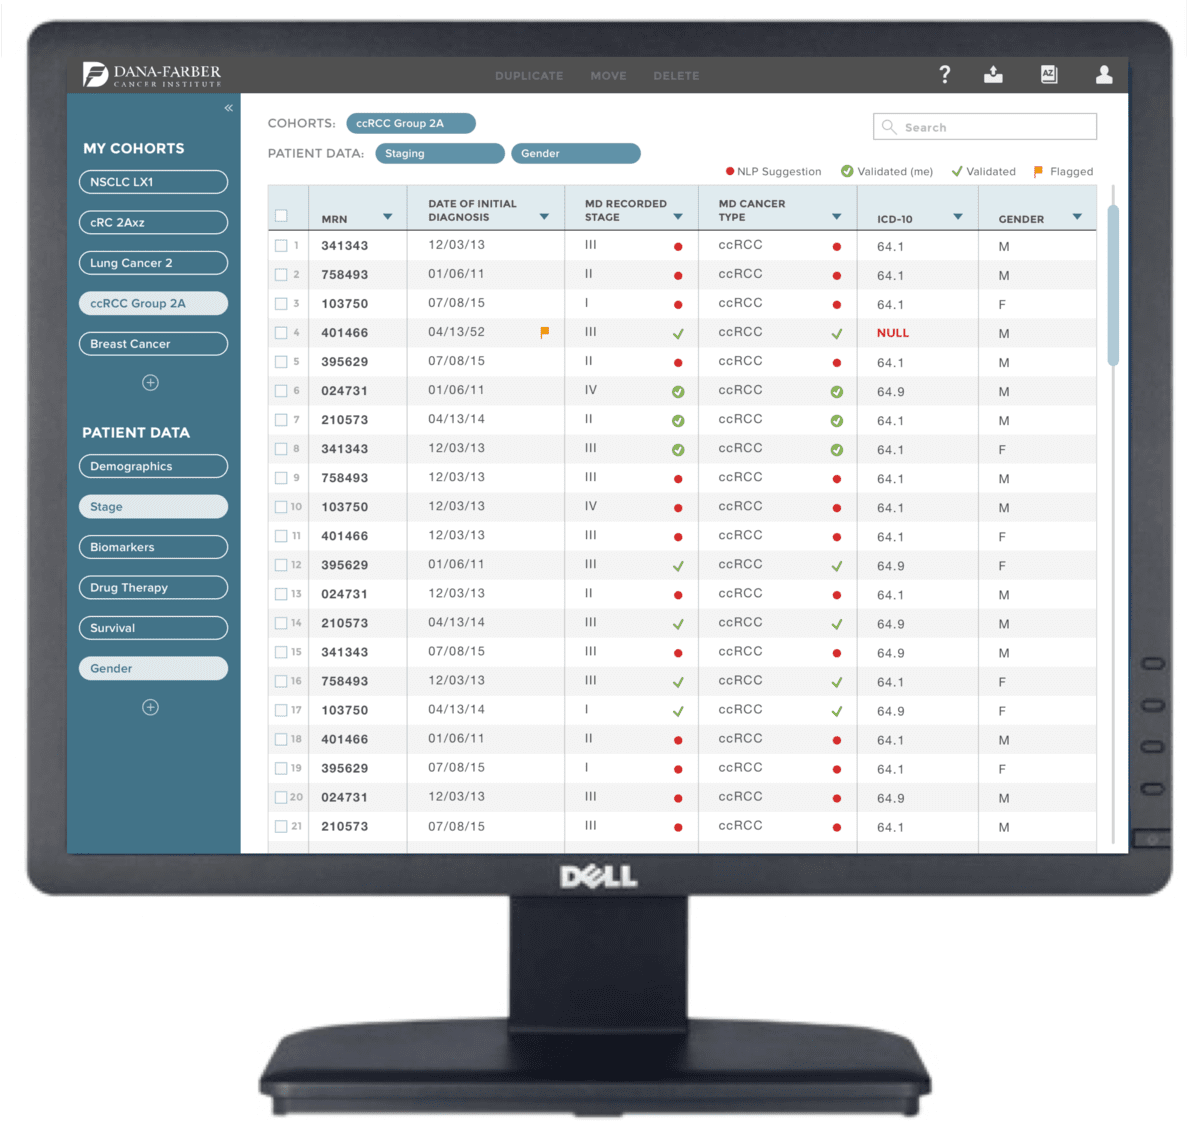 DANA-FARBER
CANCER INSTITUTE
DUPLICATE MOVE DELETE
? AZ
«
MY COHORTS
NSCLC LX1
cRC 2Axz
Lung Cancer 2
ccRCC Group 2A
Breast Cancer
PATIENT DATA
Demographics
Stage
Biomarkers
Drug Therapy
Survival
Gender
COHORTS: ccRCC Group 2A
Search
PATIENT DATA: Staging Gender
NLP Suggestion Validated (me) Validated Flagged
MRN DATE OF INITIAL DIAGNOSIS MD RECORDED STAGE MD CANCER TYPE ICD-10 GENDER
1 341343 12/03/13 III ccRCC 64.1 M
2 758493 01/06/11 II ccRCC 64.1 M
3 103750 07/08/15 I ccRCC 64.1 F
4 401466 04/13/52 III ccRCC NULL M
5 395629 07/08/15 II ccRCC 64.1 M
6 024731 01/06/11 IV ccRCC 64.9 M
7 210573 04/13/14 II ccRCC 64.1 M
8 341343 12/03/13 III ccRCC 64.1 F
9 758493 12/03/13 III ccRCC 64.1 M
10 103750 12/03/13 IV ccRCC 64.1 M
11 401466 12/03/13 III ccRCC 64.1 F
12 395629 01/06/11 III ccRCC 64.9 F
13 024731 12/03/13 II ccRCC 64.1 M
14 210573 04/13/14 III ccRCC 64.9 M
15 341343 07/08/15 III ccRCC 64.9 M
16 758493 12/03/13 III ccRCC 64.1 F
17 103750 04/13/14 I ccRCC 64.9 F
18 401466 01/06/11 II ccRCC 64.1 M
19 395629 07/08/15 I ccRCC 64.1 F
20 024731 12/03/13 III ccRCC 64.9 M
21 210573 07/08/15 III ccRCC 64.1 M
DELL